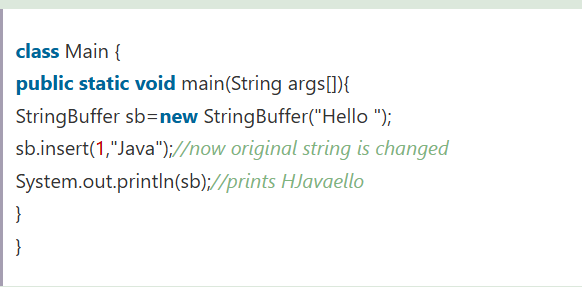 class Main {
public static void main(String args[]){
StringBuffer sb=new StringBuffer("Hello ");
sb.insert(1,"Java");//now original string is changed
System.out.println(sb);//prints HJavaello
}
}